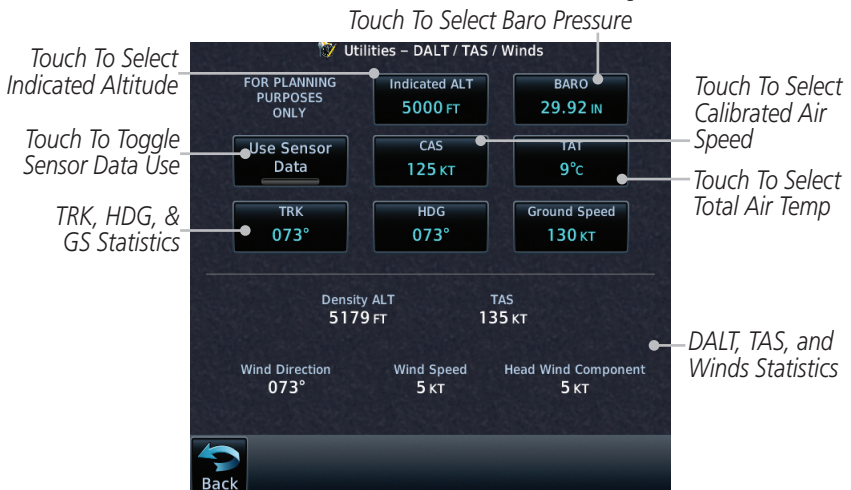 Touch To Select Baro Pressure
Touch To Select
Indicated Altitude
Utilities – DALT / TAS / Winds
FOR PLANNING
PURPOSES
ONLY
Indicated ALT
5000 FT
BARO
29.92 IN
Touch To Select
Calibrated Air
Speed
Touch To Toggle
Sensor Data Use
Use Sensor
Data
CAS
125 KT
TAT
9°C
Touch To Select
Total Air Temp
TRK, HDG, &
GS Statistics
TRK
073°
HDG
073°
Ground Speed
130 KT
Density ALT
5179 FT
TAS
135 KT
DALT, TAS, and
Winds Statistics
Wind Direction
073°
Wind Speed
5 KT
Head Wind Component
5 KT
Back